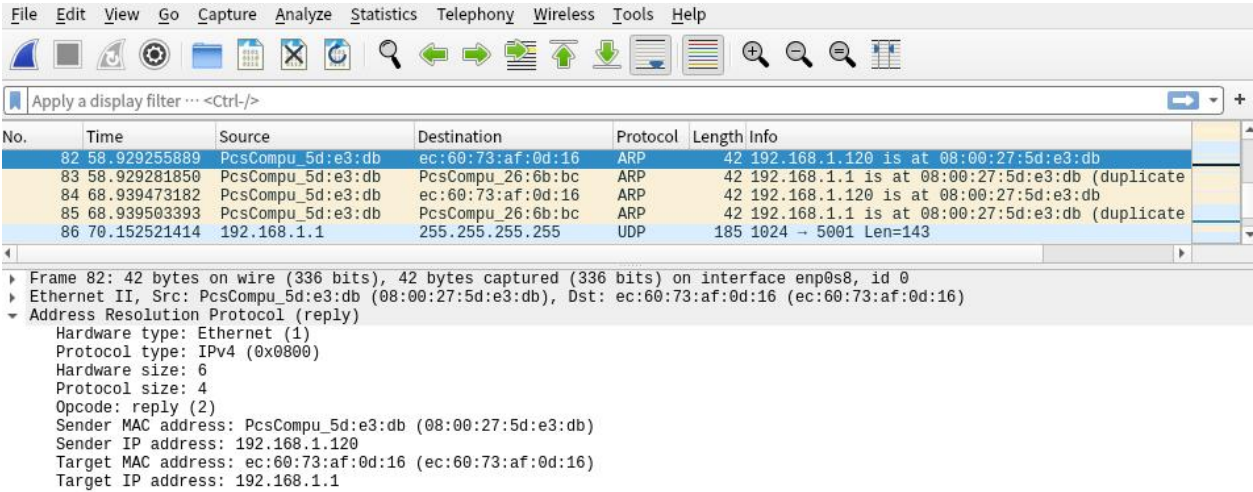 File Edit View Go Capture Analyze Statistics Telephony Wireless Tools Help
Apply a display filter ··· <Ctrl-/>
No. Time Source Destination Protocol Length Info
82 58.929255889 PcsCompu_5d:e3:db ec:60:73:af:0d:16 ARP 42 192.168.1.120 is at 08:00:27:5d:e3:db
83 58.929281850 PcsCompu_5d:e3:db PcsCompu_26:6b:bc ARP 42 192.168.1.1 is at 08:00:27:5d:e3:db (duplicate
84 68.939473182 PcsCompu_5d:e3:db ec:60:73:af:0d:16 ARP 42 192.168.1.120 is at 08:00:27:5d:e3:db
85 68.939503393 PcsCompu_5d:e3:db PcsCompu_26:6b:bc ARP 42 192.168.1.1 is at 08:00:27:5d:e3:db (duplicate
86 70.152521414 192.168.1.1 255.255.255.255 UDP 185 1024 → 5001 Len=143
Frame 82: 42 bytes on wire (336 bits), 42 bytes captured (336 bits) on interface enp0s8, id 0
Ethernet II, Src: PcsCompu_5d:e3:db (08:00:27:5d:e3:db), Dst: ec:60:73:af:0d:16 (ec:60:73:af:0d:16)
Address Resolution Protocol (reply)
Hardware type: Ethernet (1)
Protocol type: IPv4 (0x0800)
Hardware size: 6
Protocol size: 4
Opcode: reply (2)
Sender MAC address: PcsCompu_5d:e3:db (08:00:27:5d:e3:db)
Sender IP address: 192.168.1.120
Target MAC address: ec:60:73:af:0d:16 (ec:60:73:af:0d:16)
Target IP address: 192.168.1.1